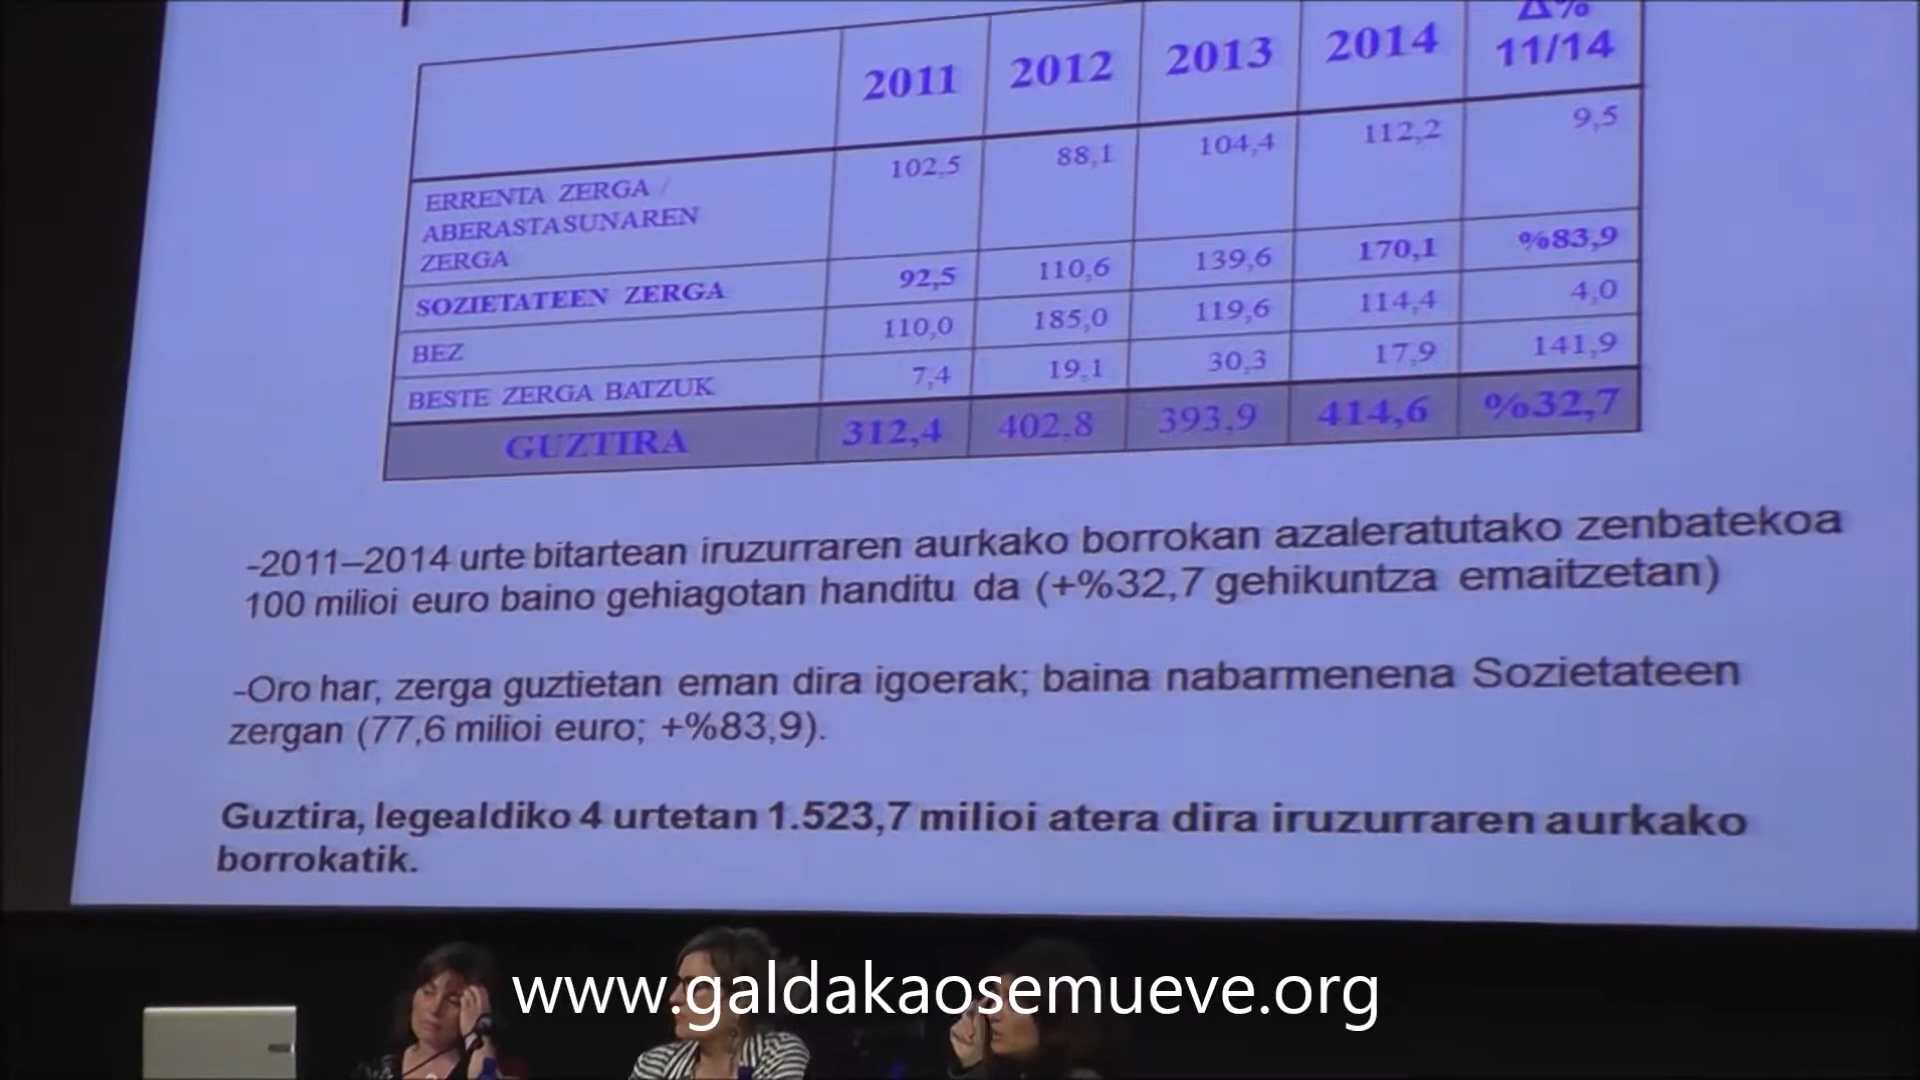 2011 2012 2013 2014 Δ%
11/14
ERRENTA ZERGA /
ABERASTASUNAREN
ZERGA 102,5 88,1 104,4 112,2 9,5
SOZIETATEEN ZERGA 92,5 110,6 139,6 170,1 %83,9
BEZ 110,0 185,0 119,6 114,4 4,0
BESTE ZERGA BATZUK 7,4 19,1 30,3 17,9 141,9
GUZTIRA 312,4 402,8 393,9 414,6 %32,7
-2011–2014 urte bitartean iruzurraren aurkako borrokan azaleratutako zenbatekoa
100 milioi euro baino gehiagotan handitu da (+%32,7 gehikuntza emaitzetan)
-Oro har, zerga guztietan eman dira igoerak; baina nabarmenena Sozietateen
zergan (77,6 milioi euro; +%83,9).
Guztira, legealdiko 4 urtetan 1.523,7 milioi atera dira iruzurraren aurkako
borrokatik.
www.galdakaosemueve.org